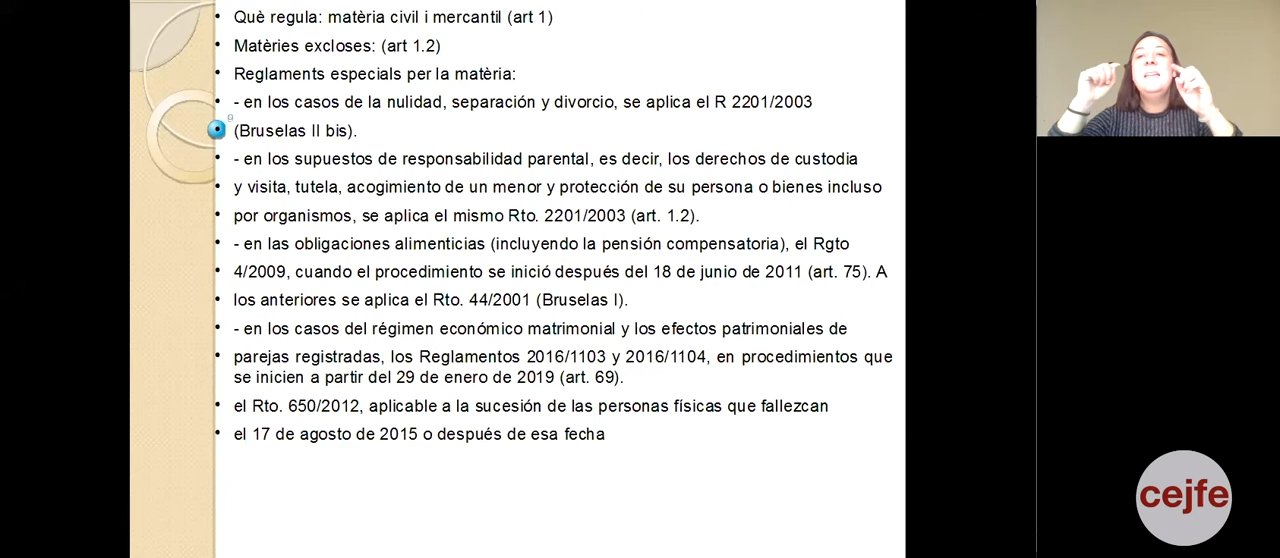 • Què regula: matèria civil i mercantil (art 1)
• Matèries excloses: (art 1.2)
• Reglaments especials per la matèria:
• - en los casos de la nulidad, separación y divorcio, se aplica el R 2201/2003
9
• (Bruselas II bis).
• - en los supuestos de responsabilidad parental, es decir, los derechos de custodia
• y visita, tutela, acogimiento de un menor y protección de su persona o bienes incluso
• por organismos, se aplica el mismo Rto. 2201/2003 (art. 1.2).
• - en las obligaciones alimenticias (incluyendo la pensión compensatoria), el Rgto
• 4/2009, cuando el procedimiento se inició después del 18 de junio de 2011 (art. 75). A
• los anteriores se aplica el Rto. 44/2001 (Bruselas I).
• - en los casos del régimen económico matrimonial y los efectos patrimoniales de
• parejas registradas, los Reglamentos 2016/1103 y 2016/1104, en procedimientos que
se inicien a partir del 29 de enero de 2019 (art. 69).
• el Rto. 650/2012, aplicable a la sucesión de las personas físicas que fallezcan
• el 17 de agosto de 2015 o después de esa fecha
cejfe